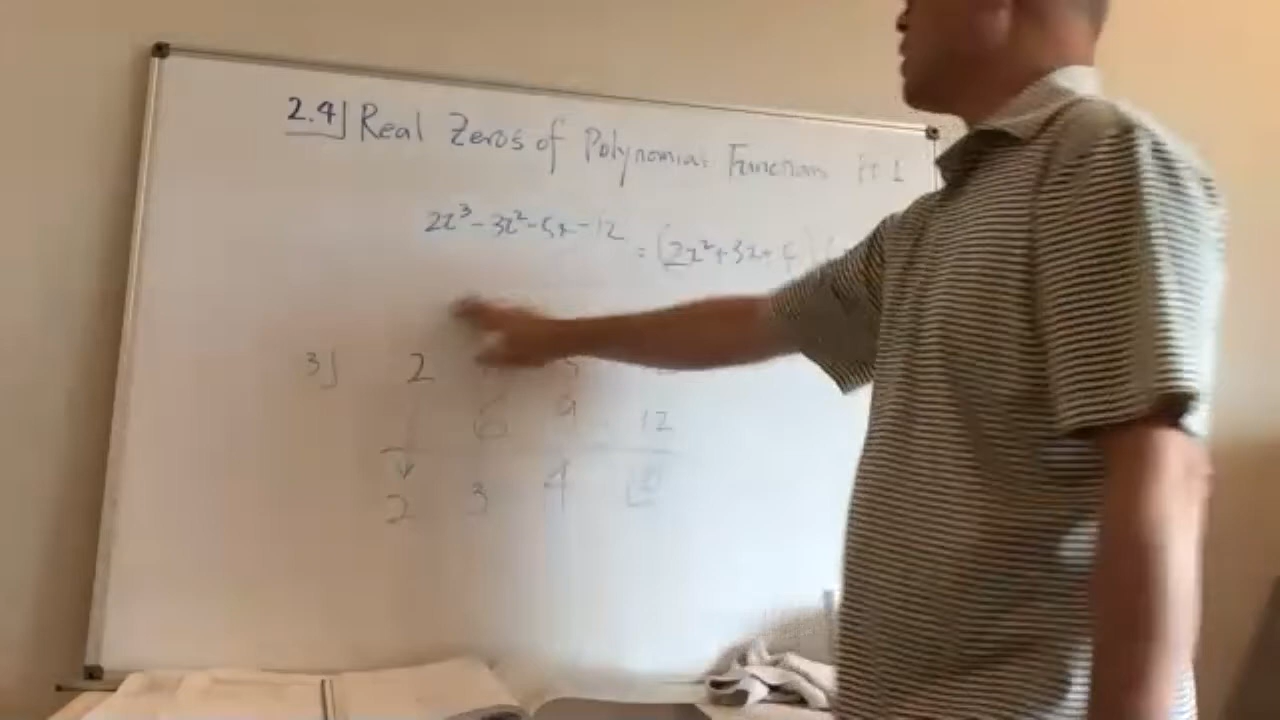 2.4 Real Zeros of Polynomial Functions Pt 1
2x³-3x²-5x-12 = (2x²+3x+4)(
3 2 5
6 9 12
2 3 4 0